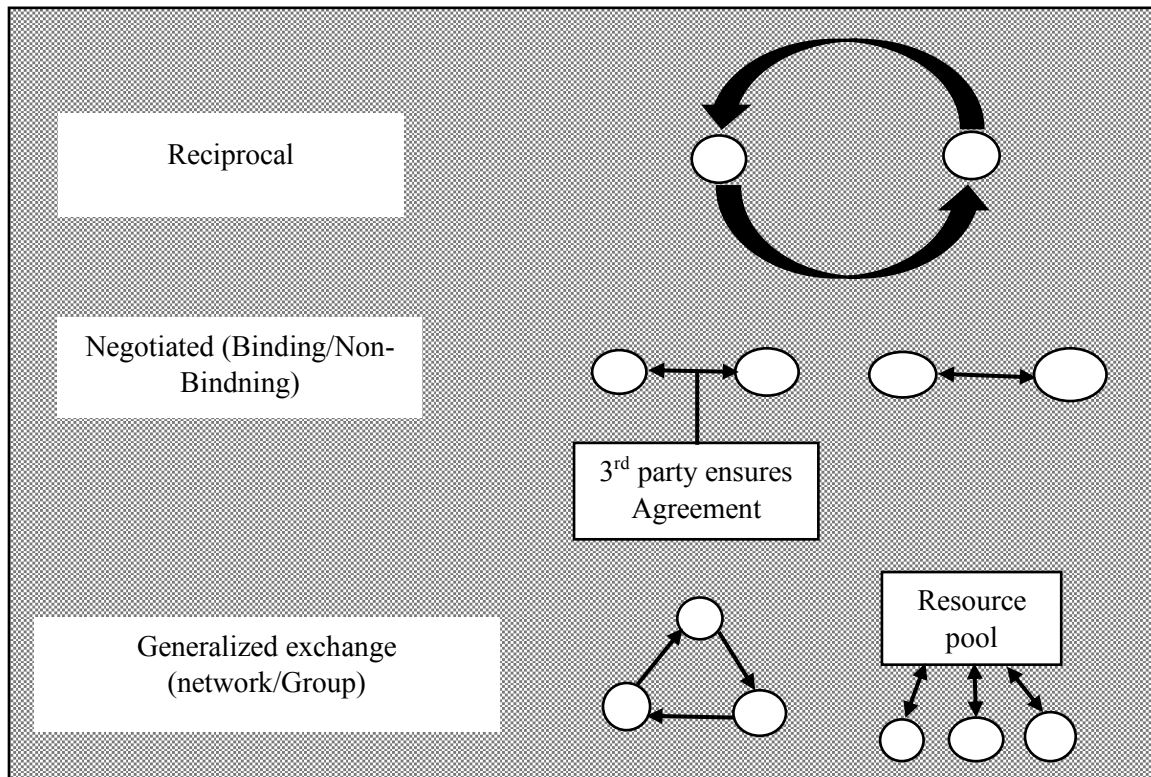 Reciprocal
Negotiated (Binding/Non-
Bindning)
3rd party ensures
Agreement
Resource
pool
Generalized exchange
(network/Group)